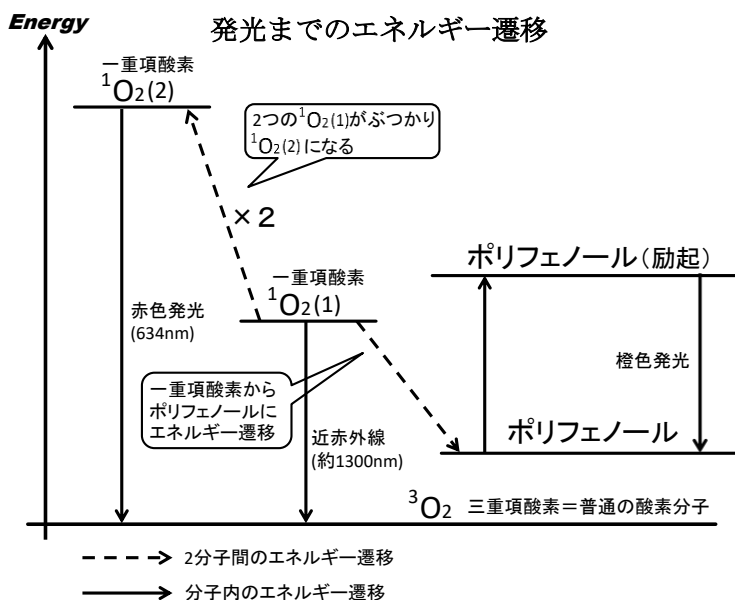 Energy
発光までのエネルギー遷移
一重項酸素
¹O₂(2)
2つの¹O₂(1)がぶつかり
¹O₂(2)になる
×2
ポリフェノール(励起)
一重項酸素
¹O₂(1)
赤色発光
(634nm)
橙色発光
一重項酸素から
ポリフェノールに
エネルギー遷移
ポリフェノール
近赤外線
(約1300nm)
³O₂ 三重項酸素=普通の酸素分子
2分子間のエネルギー遷移
分子内のエネルギー遷移